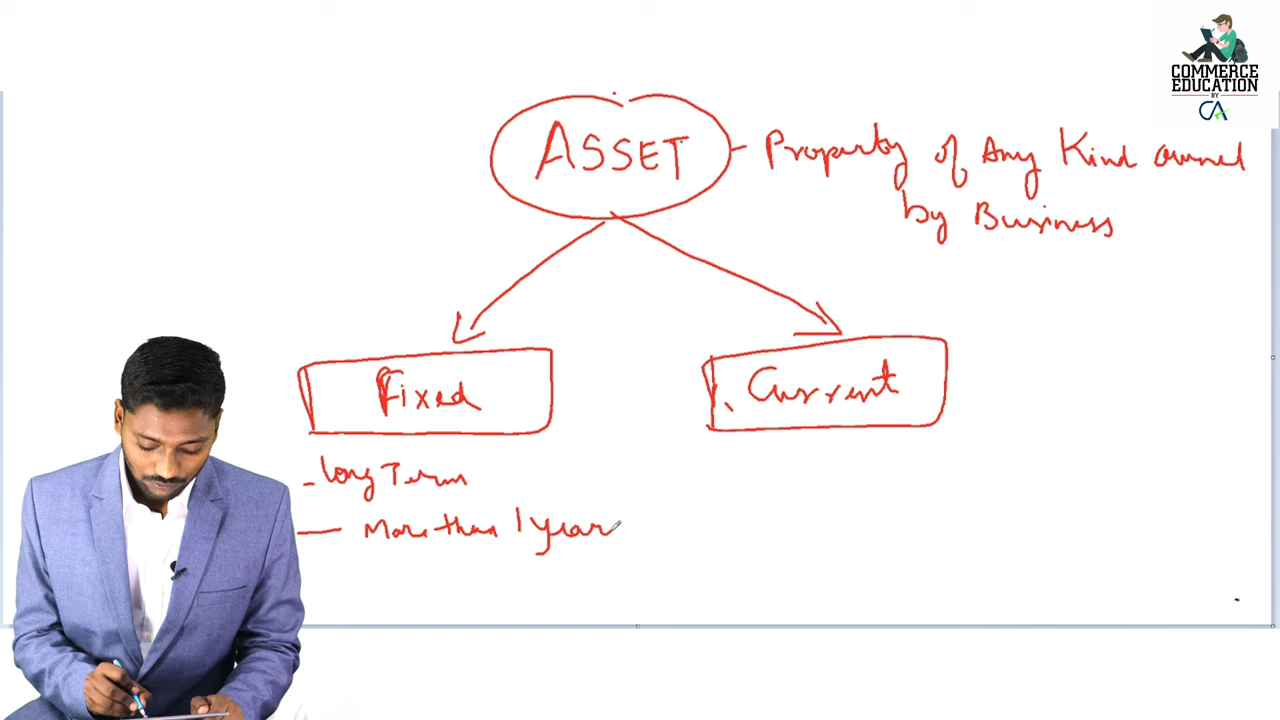 COMMERCE
EDUCATION
BY
CA
ASSET - Property of Any Kind owned
by Business
Fixed
Current
- Long Term
- More than 1 year